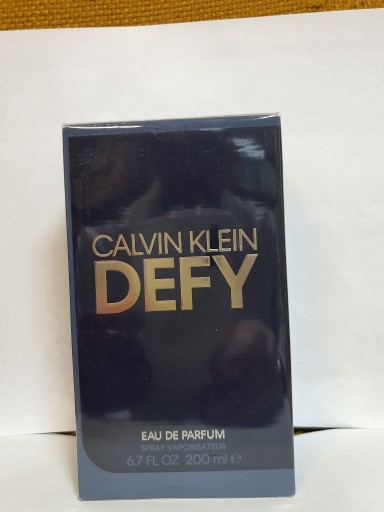 CALVIN KLEIN
DEFY
EAU DE PARFUM
SPRAY VAPORISATEUR
6.7 FL OZ 200 ml ℮